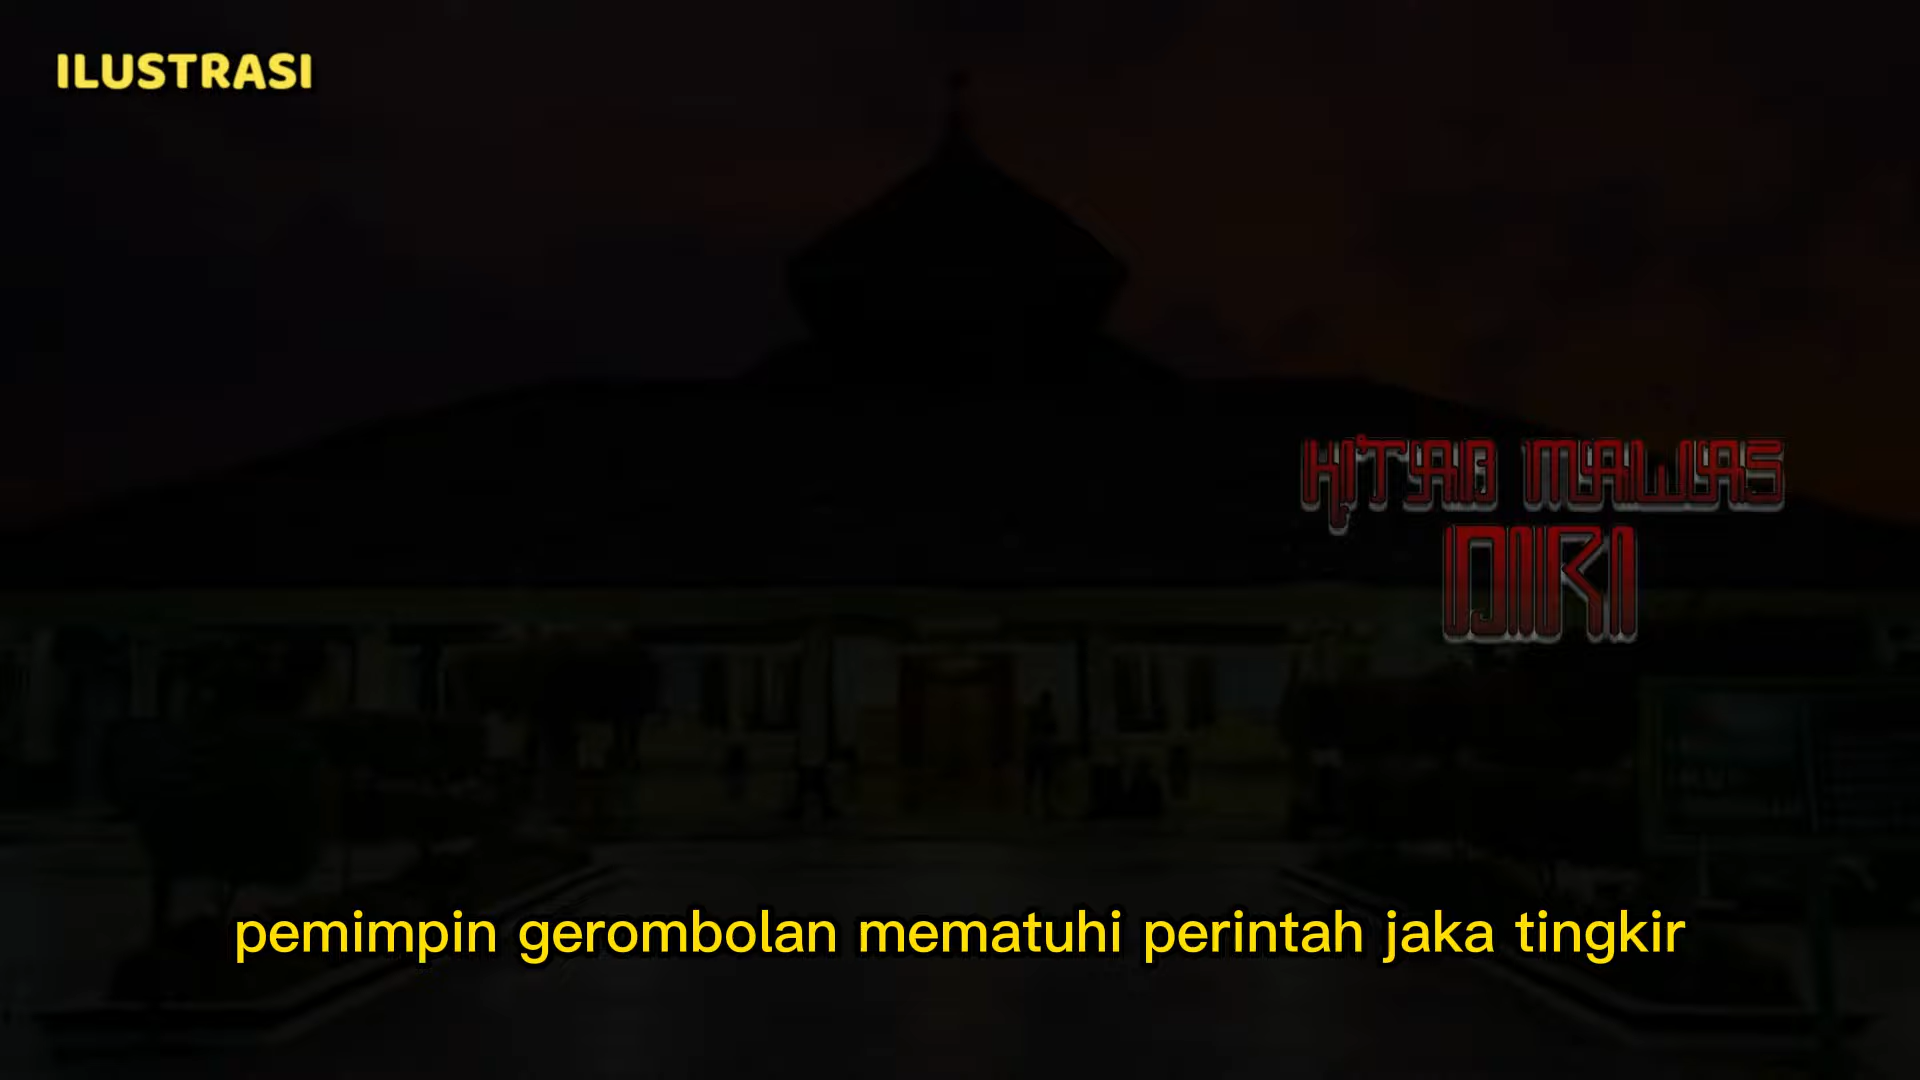 ILUSTRASI
KITAB MAWAS
DIRI
pemimpin gerombolan mematuhi perintah jaka tingkir